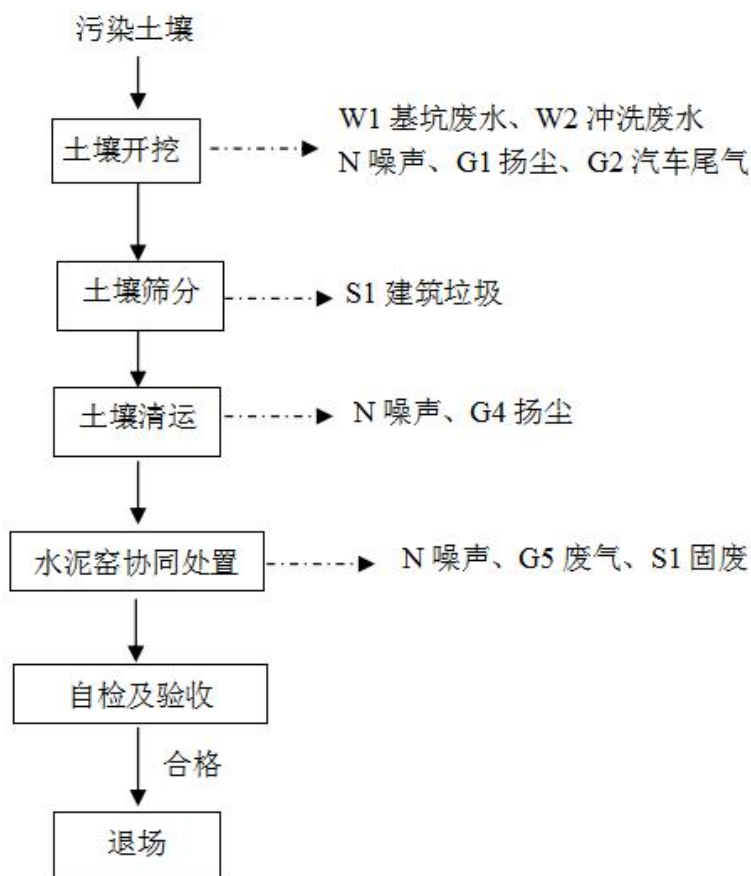 污染土壤
W1 基坑废水、W2 冲洗废水
土壤开挖
N 噪声、G1 扬尘、G2 汽车尾气
土壤筛分
S1 建筑垃圾
土壤清运
N 噪声、G4 扬尘
水泥窑协同处置
N 噪声、G5 废气、S1 固废
自检及验收
合格
退场